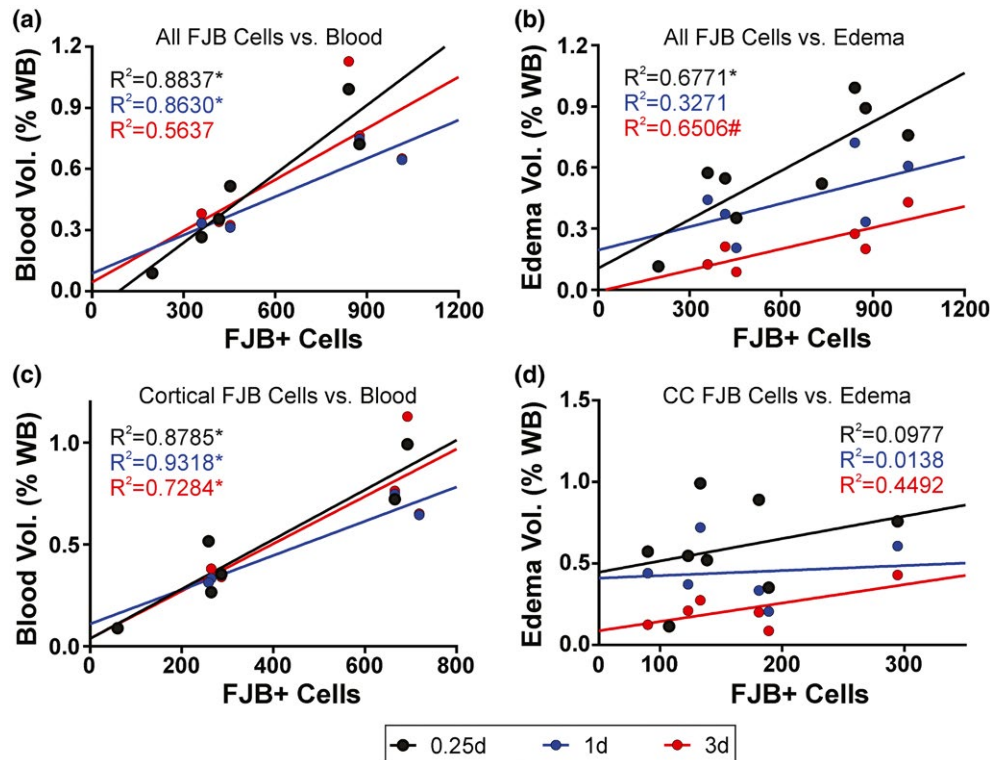 (a)
All FJB Cells vs. Blood
R²=0.8837*
R²=0.8630*
R²=0.5637
Blood Vol. (% WB)
1.2
0.9
0.6
0.3
0.0
0 300 600 900 1200
FJB+ Cells
(b)
All FJB Cells vs. Edema
R²=0.6771*
R²=0.3271
R²=0.6506#
Edema Vol. (% WB)
1.2
0.9
0.6
0.3
0.0
0 300 600 900 1200
FJB+ Cells
(c)
Cortical FJB Cells vs. Blood
R²=0.8785*
R²=0.9318*
R²=0.7284*
Blood Vol. (% WB)
1.0
0.5
0.0
0 200 400 600 800
FJB+ Cells
(d)
CC FJB Cells vs. Edema
R²=0.0977
R²=0.0138
R²=0.4492
Edema Vol. (% WB)
1.5
1.0
0.5
0.0
0 100 200 300
FJB+ Cells
0.25d 1d 3d